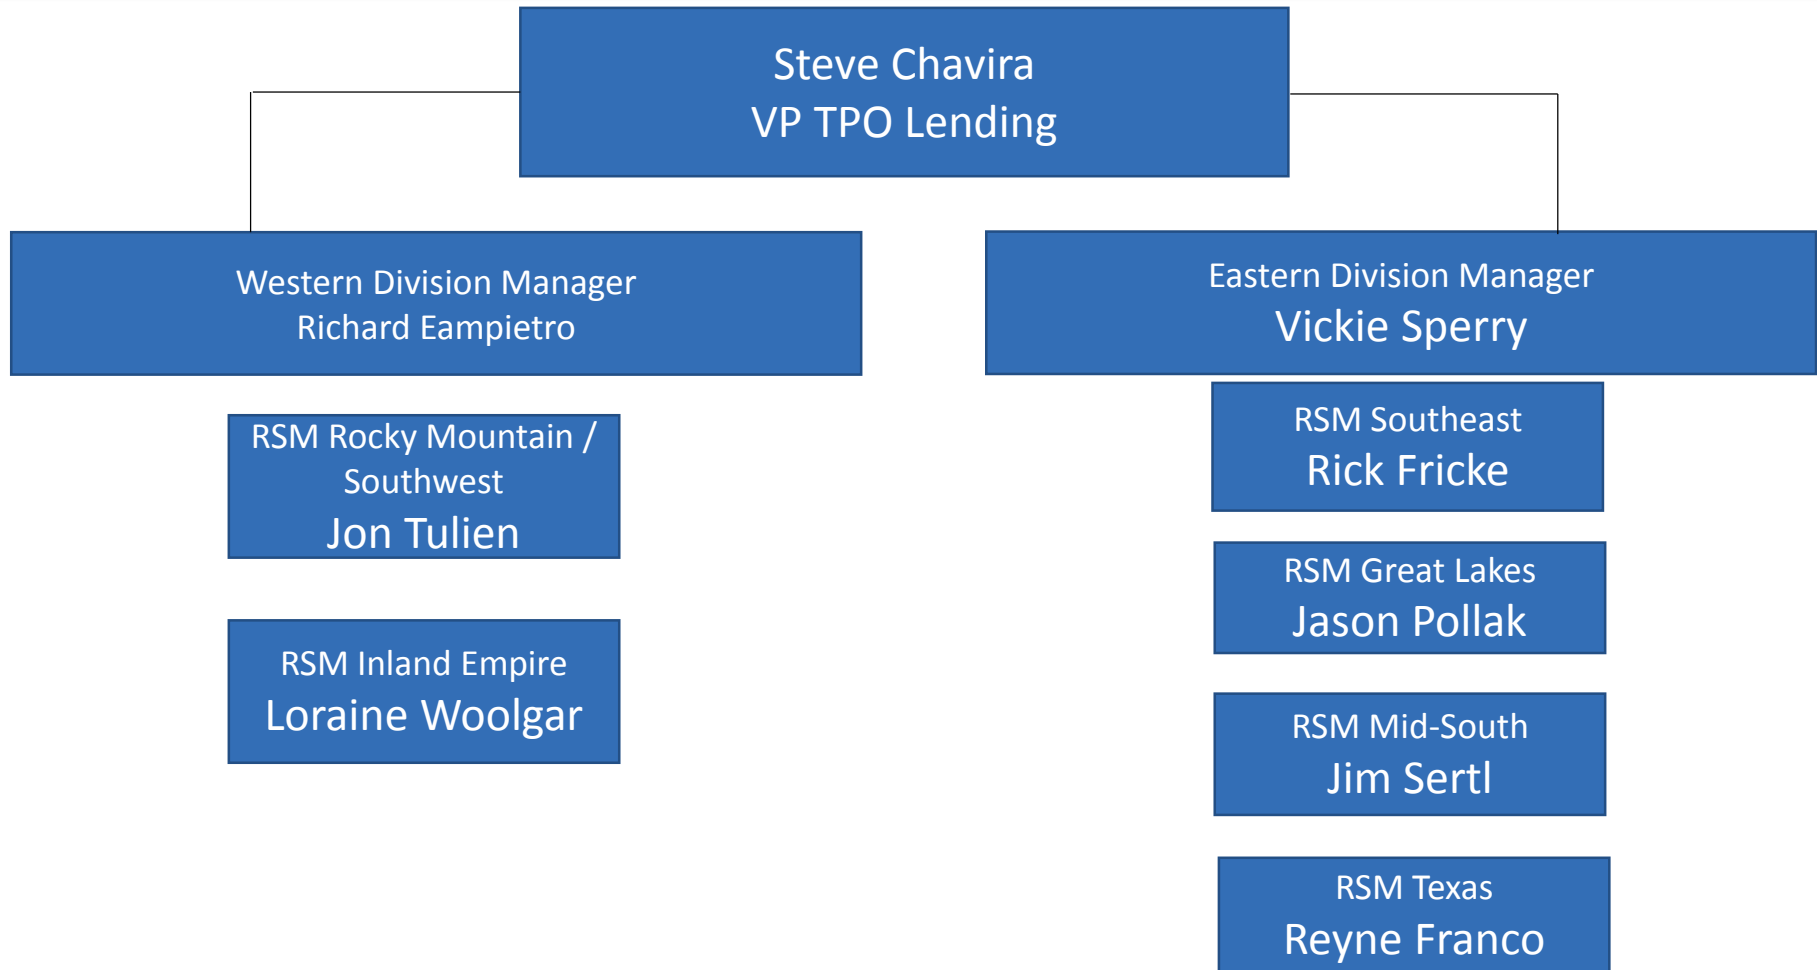 Steve Chavira
VP TPO Lending
Western Division Manager
Richard Eampietro
Eastern Division Manager
Vickie Sperry
RSM Rocky Mountain /
Southwest
Jon Tulien
RSM Inland Empire
Loraine Woolgar
RSM Southeast
Rick Fricke
RSM Great Lakes
Jason Pollak
RSM Mid-South
Jim Sertl
RSM Texas
Reyne Franco